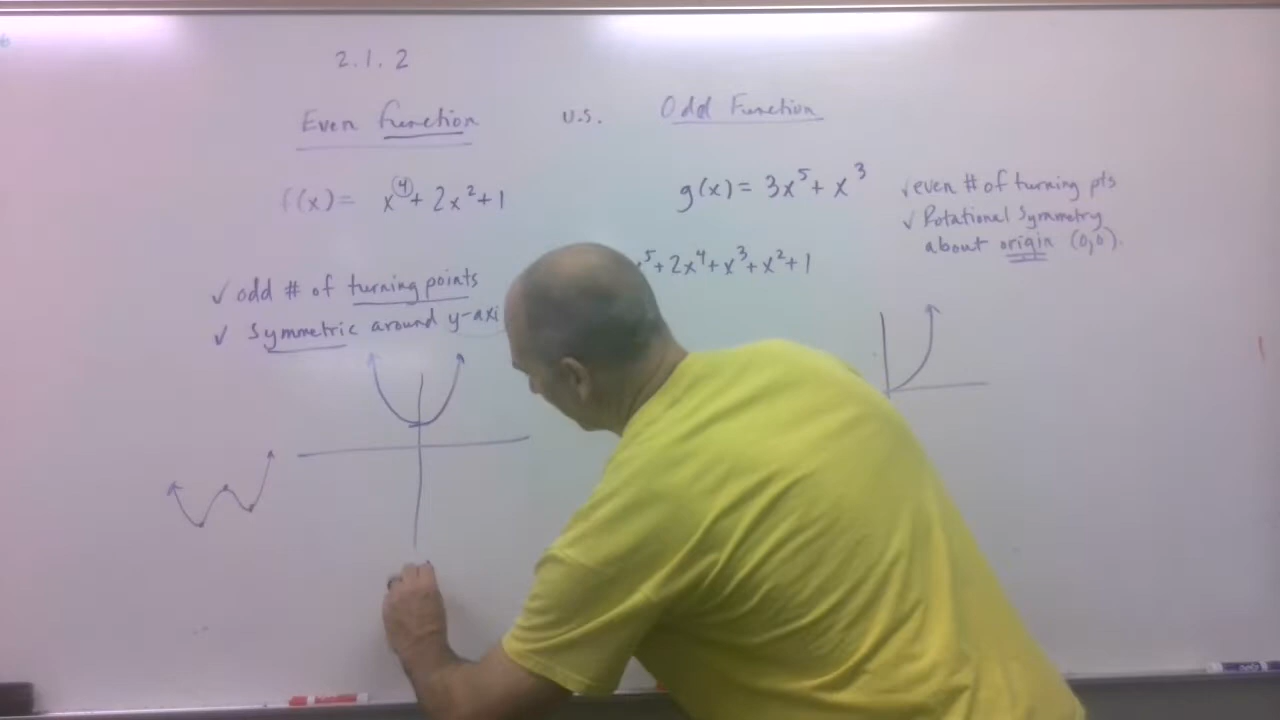 2.1.2
Even function
U.S.
Odd Function
f(x) = x⁴ + 2x² + 1
g(x) = 3x⁵ + x³
⁵ + 2x⁴ + x³ + x² + 1
✓ odd # of turning points
✓ Symmetric around y-axi
✓ even # of turning pts
✓ Rotational Symmetry
about origin (0,0).